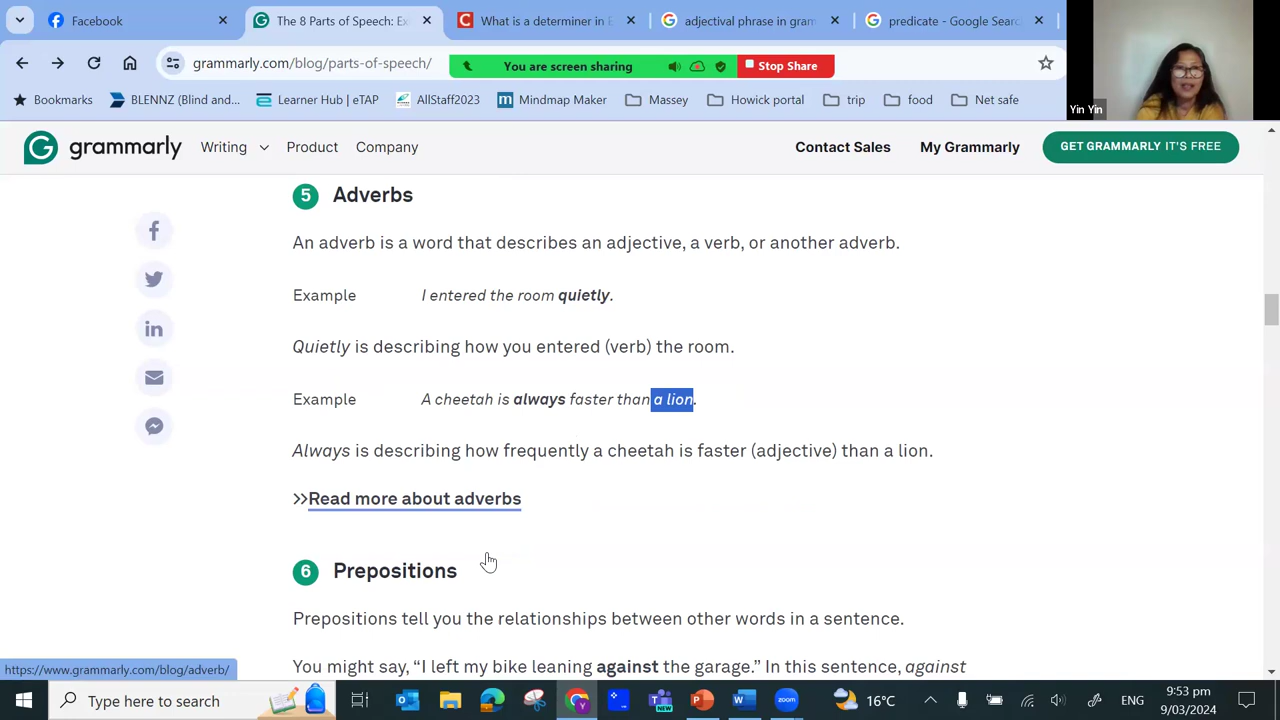 Facebook
The 8 Parts of Speech: Ex
What is a determiner in E
adjectival phrase in gram
predicate - Google Searc
grammarly.com/blog/parts-of-speech/
You are screen sharing
Stop Share
Bookmarks
BLENNZ (Blind and...
Learner Hub | eTAP
AllStaff2023
Mindmap Maker
Massey
Howick portal
trip
food
Net safe
Yin Yin
grammarly
Writing
Product
Company
Contact Sales
My Grammarly
GET GRAMMARLY IT'S FREE
5 Adverbs
An adverb is a word that describes an adjective, a verb, or another adverb.
Example I entered the room quietly.
Quietly is describing how you entered (verb) the room.
Example A cheetah is always faster than a lion.
Always is describing how frequently a cheetah is faster (adjective) than a lion.
>>Read more about adverbs
6 Prepositions
Prepositions tell you the relationships between other words in a sentence.
You might say, “I left my bike leaning against the garage.” In this sentence, against
https://www.grammarly.com/blog/adverb/
Type here to search
NEW
zoom
16°C
ENG
9:53 pm
9/03/2024